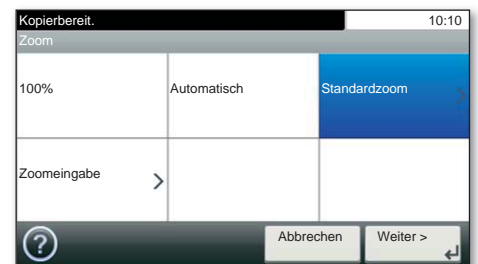 Kopierbereit. 10:10
Zoom
100% Automatisch Standardzoom
Zoomeingabe
? Abbrechen Weiter >